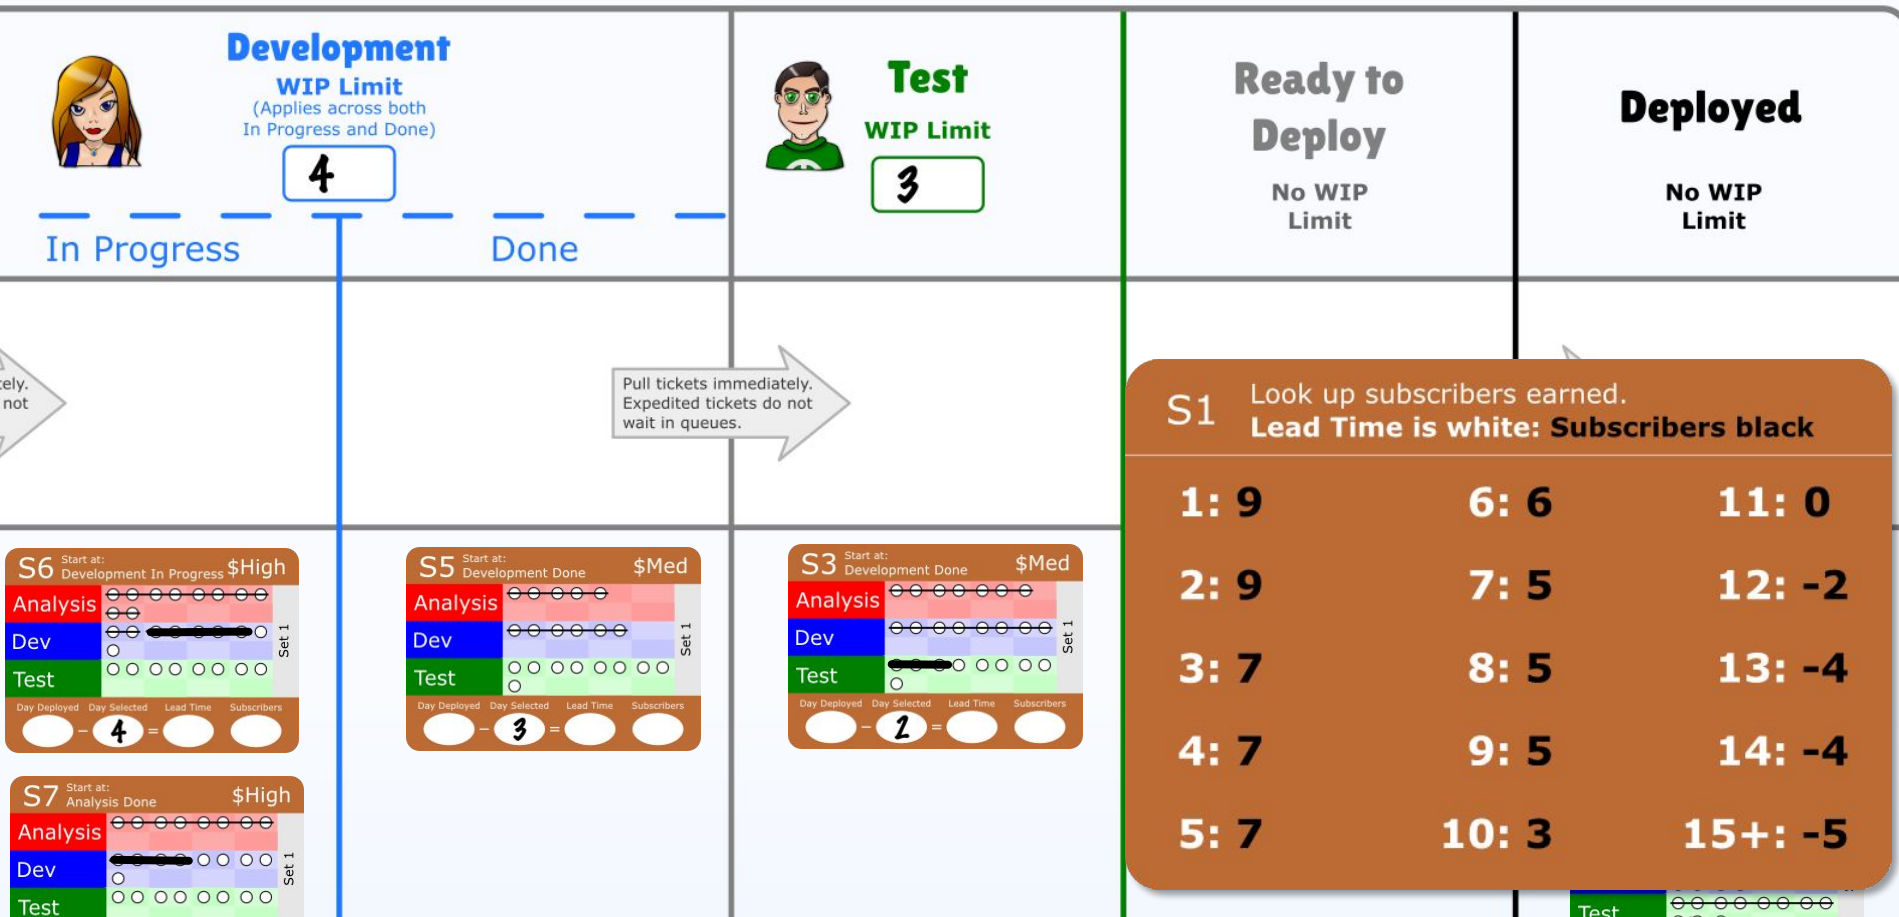 Development
WIP Limit
(Applies across both
In Progress and Done)
4
In Progress
Done
Test
WIP Limit
3
Ready to
Deploy
No WIP
Limit
Deployed
No WIP
Limit
not
Pull tickets immediately.
Expedited tickets do not
wait in queues.
S1
Look up subscribers earned.
Lead Time is white: Subscribers black
1: 9
6: 6
11: 0
2: 9
7: 5
12: -2
3: 7
8: 5
13: -4
4: 7
9: 5
14: -4
5: 7
10: 3
15+: -5
S6
Start at:
Development In Progress
$High
Analysis
Dev
Test
Set 1
Day Deployed
Day Selected
Lead Time
Subscribers
- 4 =
S7
Start at:
Analysis Done
$High
Analysis
Dev
Test
Set 1
S5
Start at:
Development Done
$Med
Analysis
Dev
Test
Set 1
Day Deployed
Day Selected
Lead Time
Subscribers
- 3 =
S3
Start at:
Development Done
$Med
Analysis
Dev
Test
Set 1
Day Deployed
Day Selected
Lead Time
Subscribers
- 2 =
Test